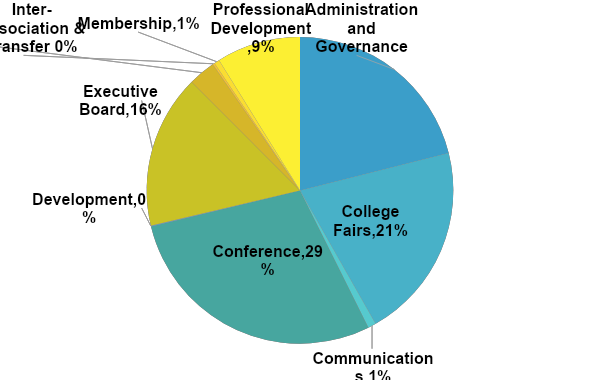 Inter-
sociation &
ansfer 0%
Membership,1%
Professional
Development
,9%
Administration
and
Governance
Executive
Board,16%
Development,0
%
College
Fairs,21%
Conference,29
%
Communication
s,1%